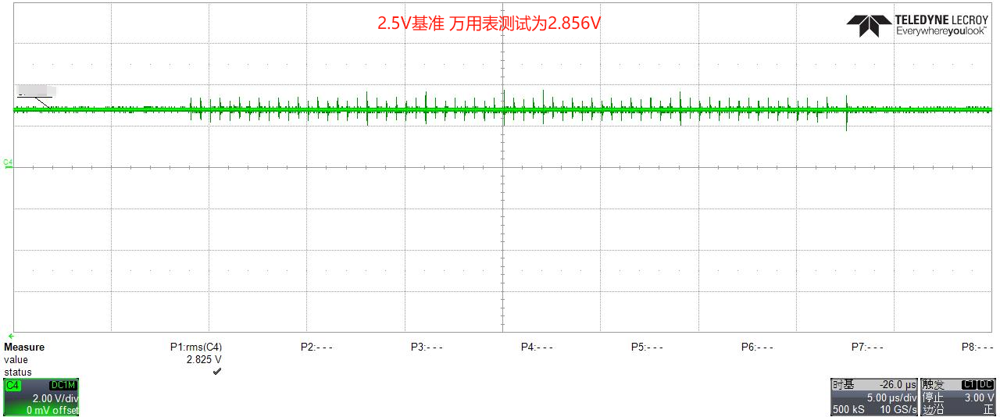 2.5V基准 万用表测试为2.856V
TELEDYNE LECROY
Everywhereyoulook™
C4
Measure P1:rms(C4) P2:- - - P3:- - - P4:- - - P5:- - - P6:- - - P7:- - - P8:- - -
value 2.825 V
status
C4 DC1M
2.00 V/div
0 mV offset
时基 -26.0 µs
5.00 µs/div
500 kS 10 GS/s
触发 C1 DC
停止 3.00 V
边沿 正